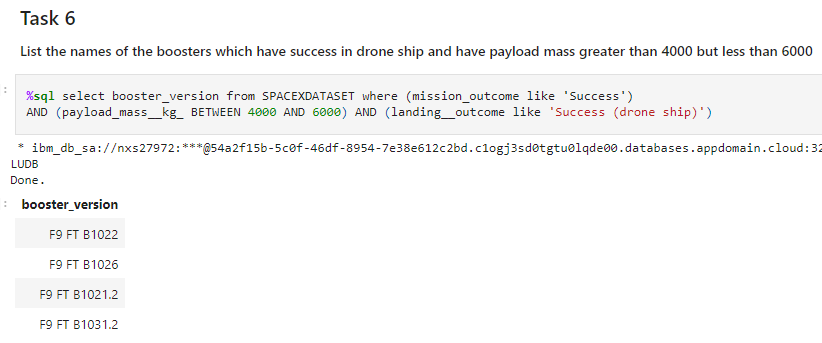 Task 6
List the names of the boosters which have success in drone ship and have payload mass greater than 4000 but less than 6000
:
%sql select booster_version from SPACEXDATASET where (mission_outcome like 'Success')
AND (payload_mass__kg_ BETWEEN 4000 AND 6000) AND (landing__outcome like 'Success (drone ship)')
* ibm_db_sa://nxs27972:***@54a2f15b-5c0f-46df-8954-7e38e612c2bd.c1ogj3sd0tgtu0lqde00.databases.appdomain.cloud:32
LUDB
Done.
:
booster_version
F9 FT B1022
F9 FT B1026
F9 FT B1021.2
F9 FT B1031.2